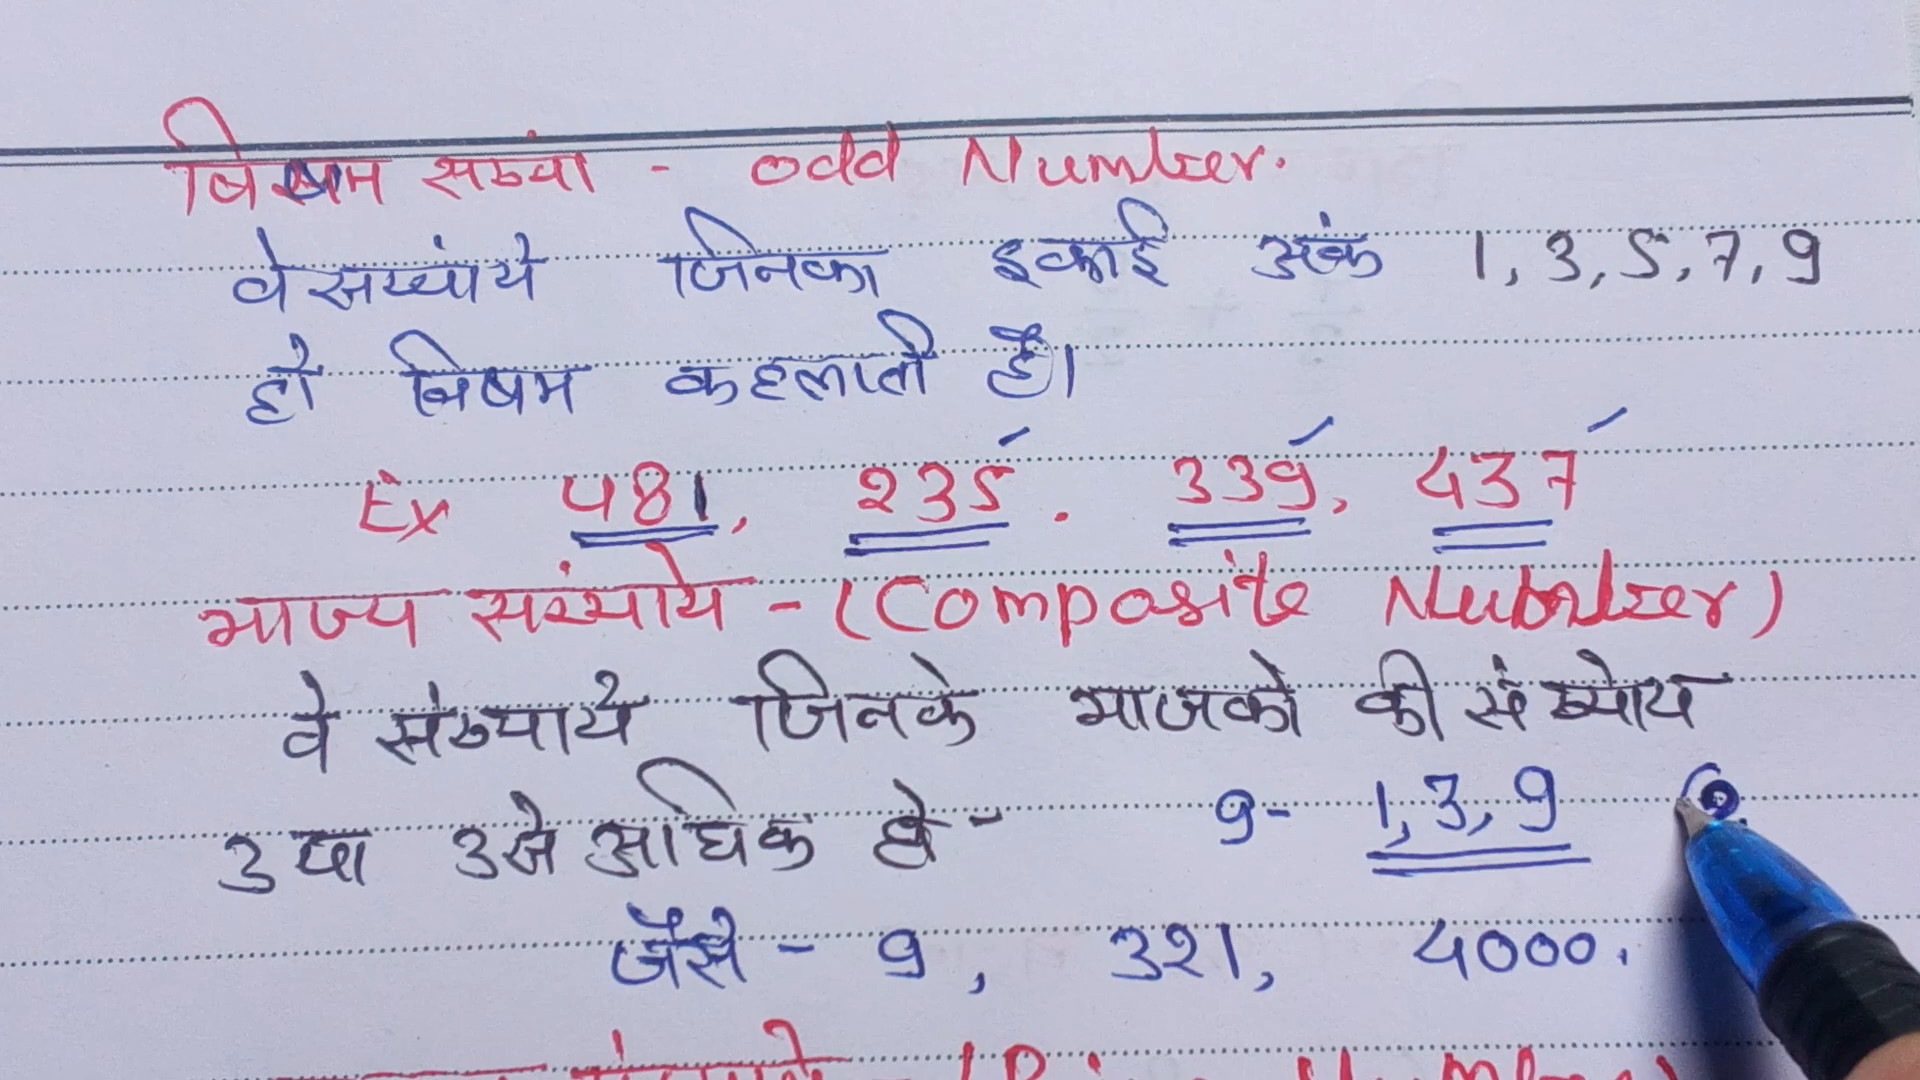 विषम संख्या - odd Number.
वे संख्यांये जिनका इकाई अंक 1, 3, 5, 7, 9
हो विषम कहलाती है।
Ex 481, 235. 339, 437
भाज्य संख्याये - (Composite Number)
वे संख्याये जिनके भाजको की संख्याय
3 या 3से अधिक हो - 9- 1,3,9
जैसे - 9, 321, 4000.